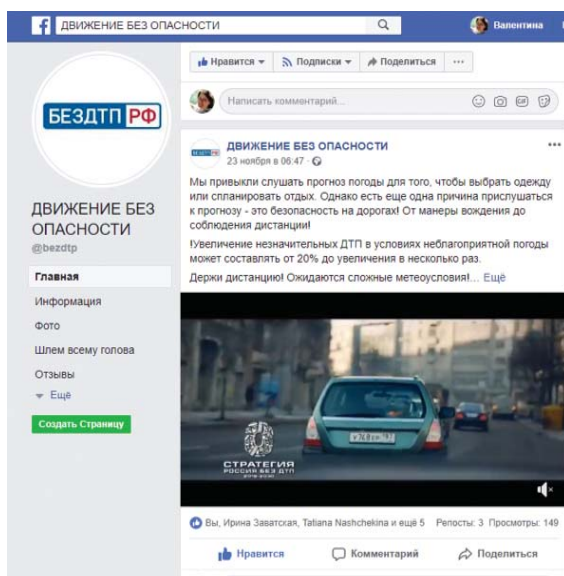 ДВИЖЕНИЕ БЕЗ ОПАСНОСТИ
Валентина
Нравится
Подписки
Поделиться
Написать комментарий...
БЕЗДТП РФ
ДВИЖЕНИЕ БЕЗ
ОПАСНОСТИ
@bezdtp
Главная
Информация
Фото
Шлем всему голова
Отзывы
Ещё
Создать Страницу
ДВИЖЕНИЕ БЕЗ ОПАСНОСТИ
23 ноября в 06:47 ·
Мы привыкли слушать прогноз погоды для того, чтобы выбрать одежду
или спланировать отдых. Однако есть еще одна причина прислушаться
к прогнозу - это безопасность на дорогах! От манеры вождения до
соблюдения дистанции!
!Увеличение незначительных ДТП в условиях неблагоприятной погоды
может составлять от 20% до увеличения в несколько раз.
Держи дистанцию! Ожидаются сложные метеоусловия!... Ещё
СТРАТЕГИЯ
РОССИЯ БЕЗ ДТП
Вы, Ирина Заватская, Tatiana Nashchekina и ещё 5 Репосты: 3 Просмотры: 149
Нравится
Комментарий
Поделиться